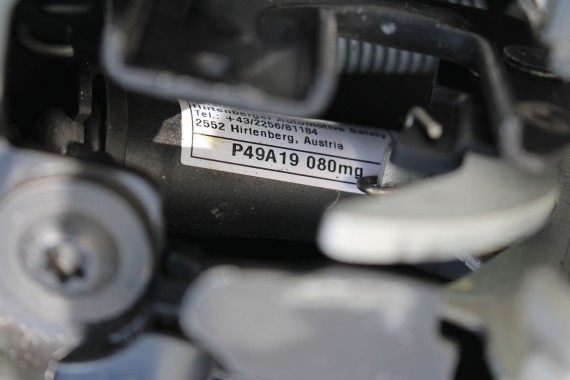 Hirtenberger Automotive Safety
Tel.: +43/2256/81184
2552 Hirtenberg, Austria
P49A19 080mg